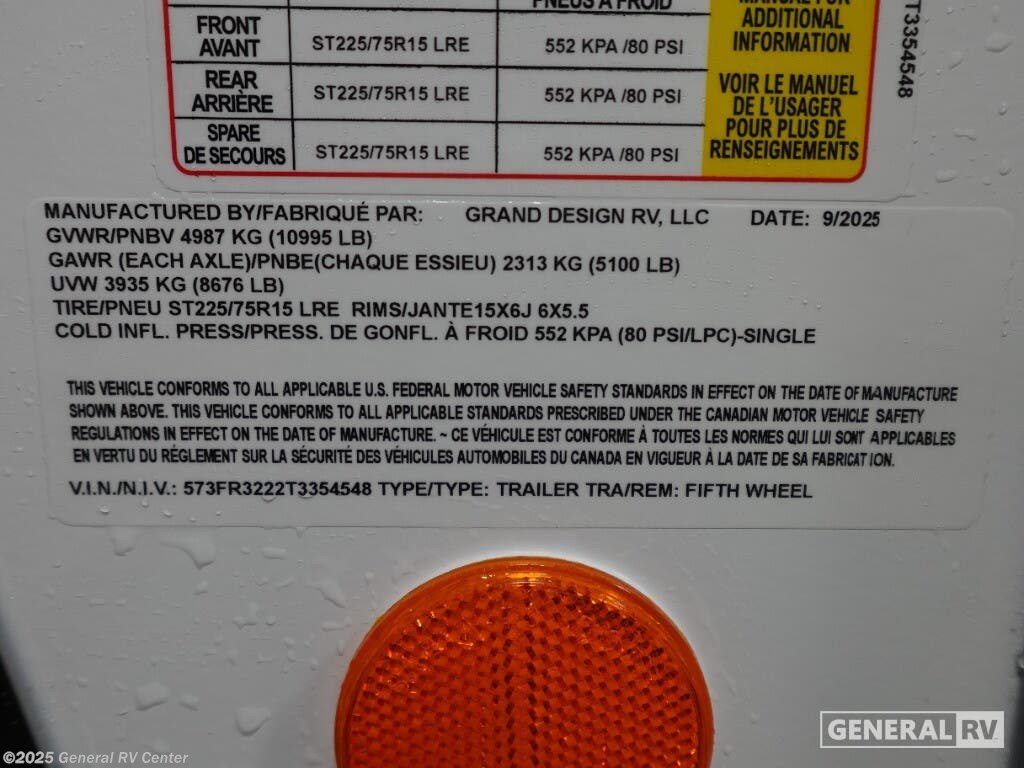 PNEUS À FROID
MANUAL FOR
ADDITIONAL
INFORMATION
FRONT
AVANT
ST225/75R15 LRE
552 KPA /80 PSI
REAR
ARRIÈRE
ST225/75R15 LRE
552 KPA /80 PSI
VOIR LE MANUEL
DE L'USAGER
POUR PLUS DE
RENSEIGNEMENTS
SPARE
DE SECOURS
ST225/75R15 LRE
552 KPA /80 PSI
T3354548
MANUFACTURED BY/FABRIQUÉ PAR: GRAND DESIGN RV, LLC DATE: 9/2025
GVWR/PNBV 4987 KG (10995 LB)
GAWR (EACH AXLE)/PNBE(CHAQUE ESSIEU) 2313 KG (5100 LB)
UVW 3935 KG (8676 LB)
TIRE/PNEU ST225/75R15 LRE RIMS/JANTE15X6J 6X5.5
COLD INFL. PRESS/PRESS. DE GONFL. À FROID 552 KPA (80 PSI/LPC)-SINGLE
THIS VEHICLE CONFORMS TO ALL APPLICABLE U.S. FEDERAL MOTOR VEHICLE SAFETY STANDARDS IN EFFECT ON THE DATE OF MANUFACTURE
SHOWN ABOVE. THIS VEHICLE CONFORMS TO ALL APPLICABLE STANDARDS PRESCRIBED UNDER THE CANADIAN MOTOR VEHICLE SAFETY
REGULATIONS IN EFFECT ON THE DATE OF MANUFACTURE. ~ CE VÉHICULE EST CONFORME À TOUTES LES NORMES QUI LUI SONT APPLICABLES
EN VERTU DU RÉGLEMENT SUR LA SÉCURITÉ DES VÉHICULES AUTOMOBILES DU CANADA EN VIGUEUR À LA DATE DE SA FABRICATION.
V.I.N./N.I.V.: 573FR3222T3354548 TYPE/TYPE: TRAILER TRA/REM: FIFTH WHEEL
GENERAL RV
©2025 General RV Center